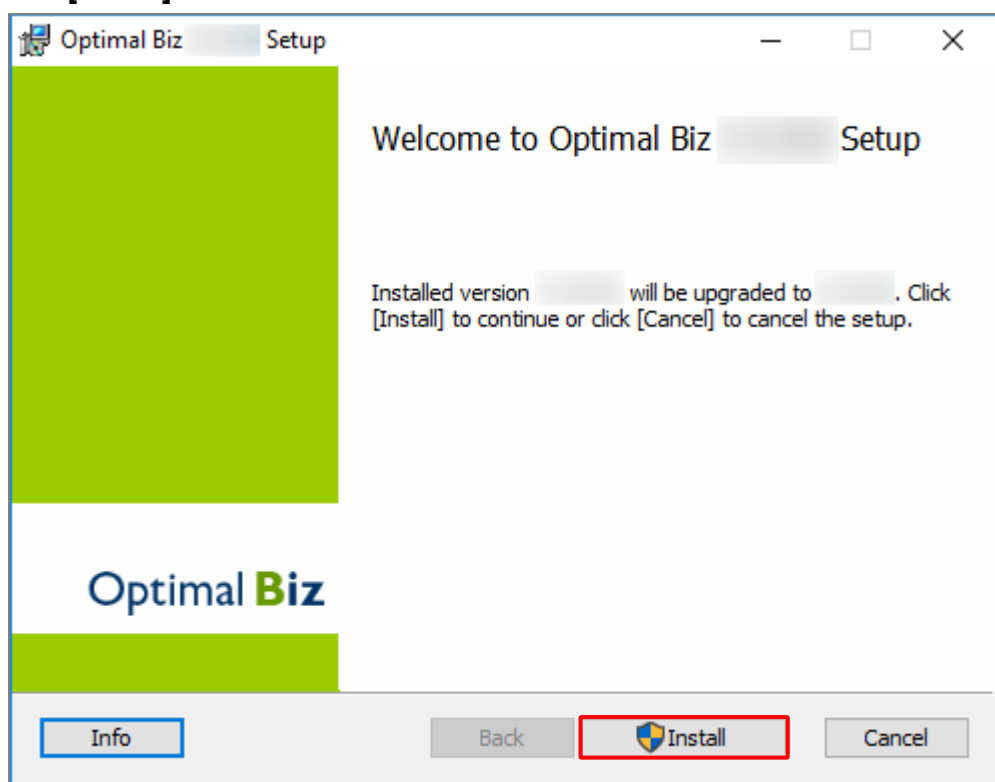 Optimal Biz Setup
Welcome to Optimal Biz Setup
Installed version will be upgraded to . Click
[Install] to continue or click [Cancel] to cancel the setup.
Optimal Biz
Info
Back
Install
Cancel